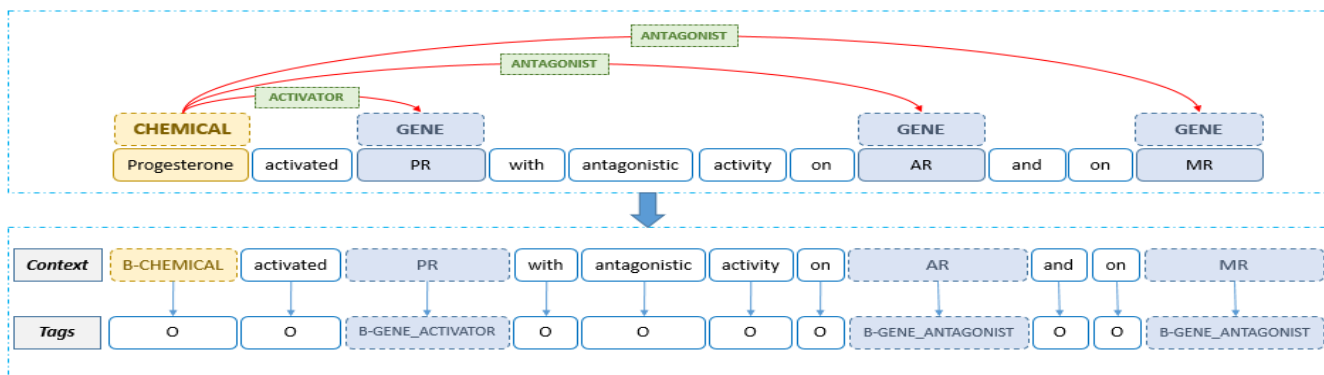 ANTAGONIST
ANTAGONIST
ACTIVATOR
CHEMICAL GENE GENE GENE
Progesterone activated PR with antagonistic activity on AR and on MR
Context B-CHEMICAL activated PR with antagonistic activity on AR and on MR
Tags O O B-GENE_ACTIVATOR O O O O B-GENE_ANTAGONIST O O B-GENE_ANTAGONIST